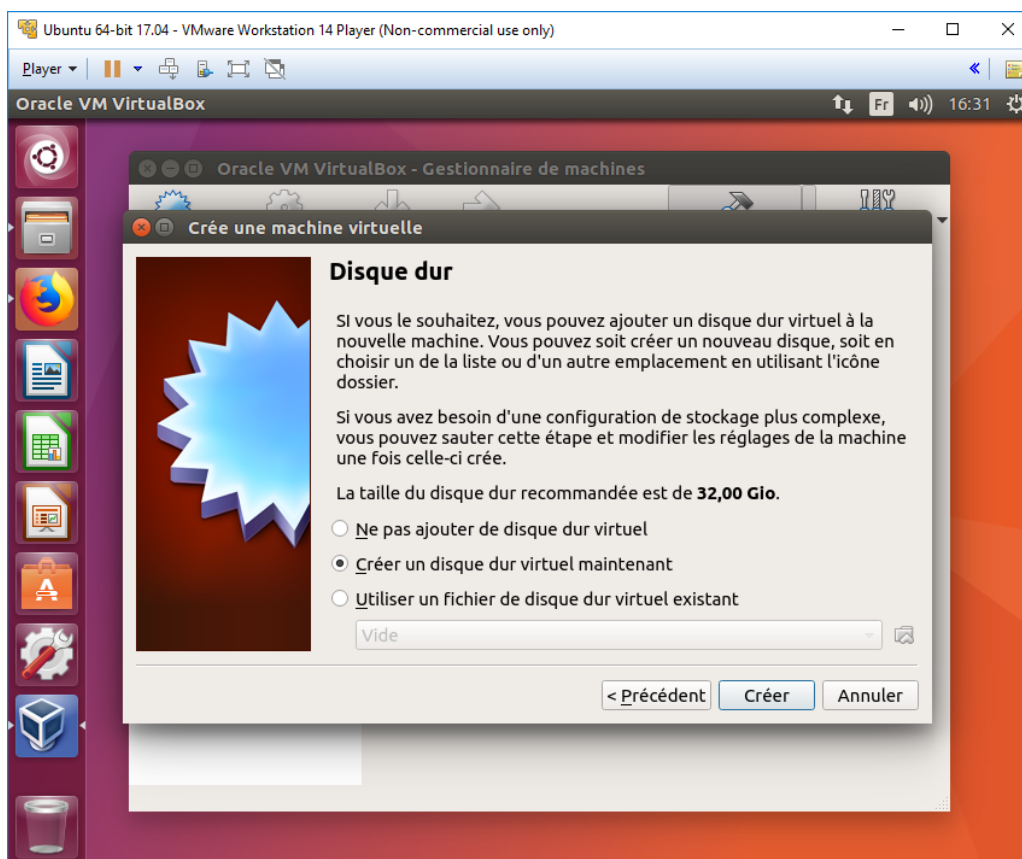 Ubuntu 64-bit 17.04 - VMware Workstation 14 Player (Non-commercial use only)
Player
Oracle VM VirtualBox
Fr
16:31
Oracle VM VirtualBox - Gestionnaire de machines
Crée une machine virtuelle
Disque dur
SI vous le souhaitez, vous pouvez ajouter un disque dur virtuel à la
nouvelle machine. Vous pouvez soit créer un nouveau disque, soit en
choisir un de la liste ou d'un autre emplacement en utilisant l'icône
dossier.
Si vous avez besoin d'une configuration de stockage plus complexe,
vous pouvez sauter cette étape et modifier les réglages de la machine
une fois celle-ci crée.
La taille du disque dur recommandée est de 32,00 Gio.
Ne pas ajouter de disque dur virtuel
Créer un disque dur virtuel maintenant
Utiliser un fichier de disque dur virtuel existant
Vide
< Précédent
Créer
Annuler